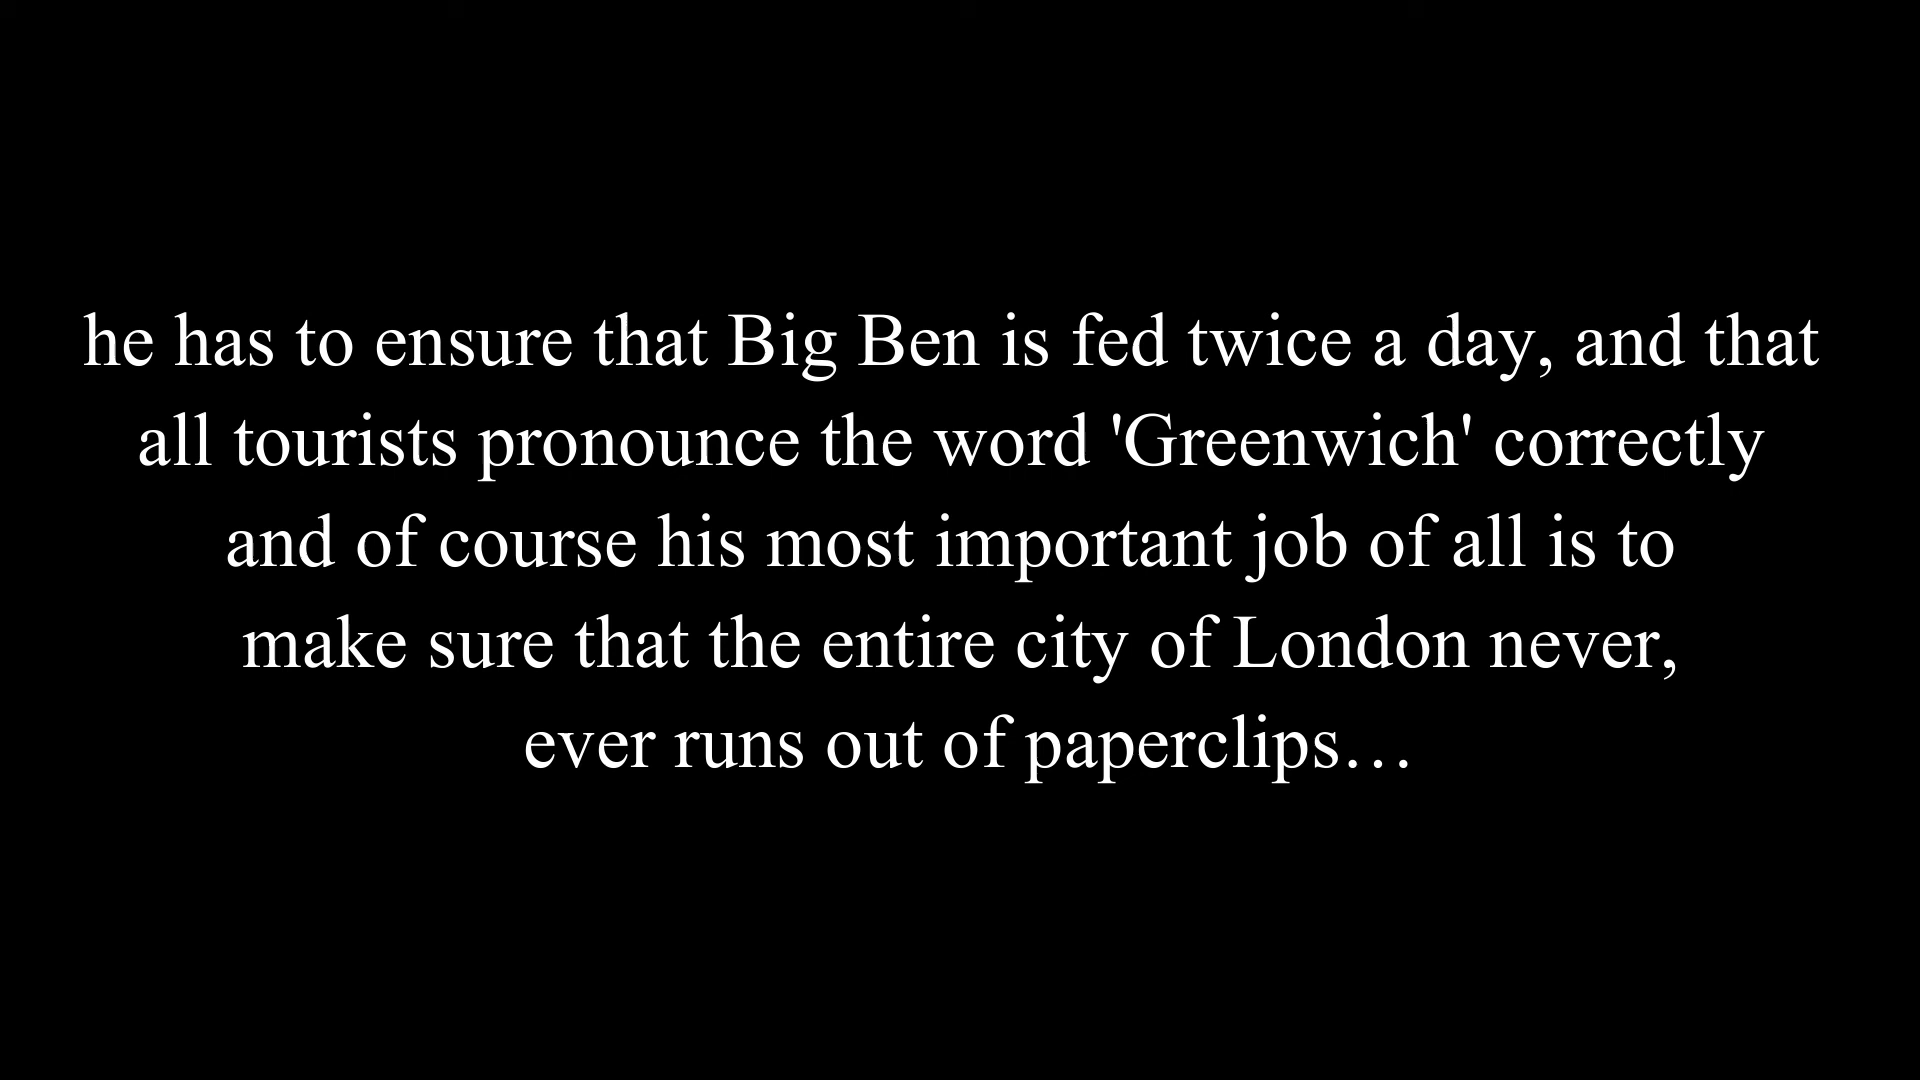 he has to ensure that Big Ben is fed twice a day, and that
all tourists pronounce the word 'Greenwich' correctly
and of course his most important job of all is to
make sure that the entire city of London never,
ever runs out of paperclips…